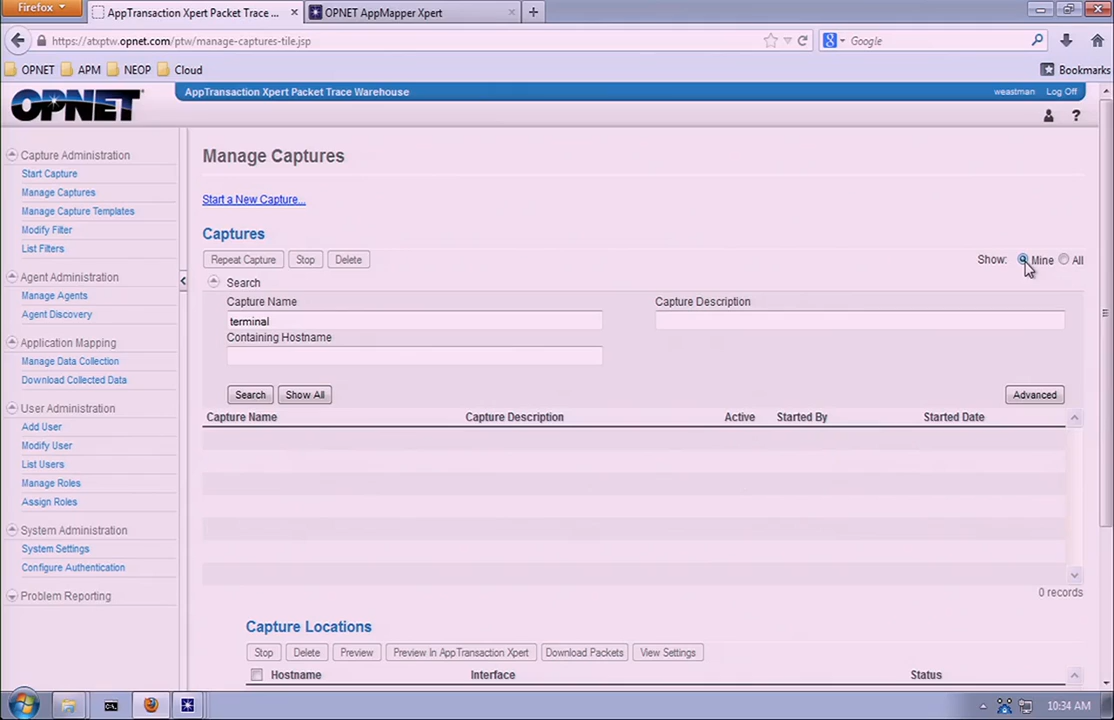 Firefox
AppTransaction Xpert Packet Trace ... ×
OPNET AppMapper Xpert ×
https://atxptw.opnet.com/ptw/manage-captures-tile.jsp
Google
OPNET APM NEOP Cloud
Bookmarks
OPNET
AppTransaction Xpert Packet Trace Warehouse
weastman Log Off
?
Capture Administration
Start Capture
Manage Captures
Manage Capture Templates
Modify Filter
List Filters
Agent Administration
Manage Agents
Agent Discovery
Application Mapping
Manage Data Collection
Download Collected Data
User Administration
Add User
Modify User
List Users
Manage Roles
Assign Roles
System Administration
System Settings
Configure Authentication
Problem Reporting
Manage Captures
Start a New Capture...
Captures
Repeat Capture Stop Delete
Show: Mine All
Search
Capture Name Capture Description
terminal
Containing Hostname
Search Show All Advanced
Capture Name Capture Description Active Started By Started Date
0 records
Capture Locations
Stop Delete Preview Preview In AppTransaction Xpert Download Packets View Settings
Hostname Interface Status
10:34 AM